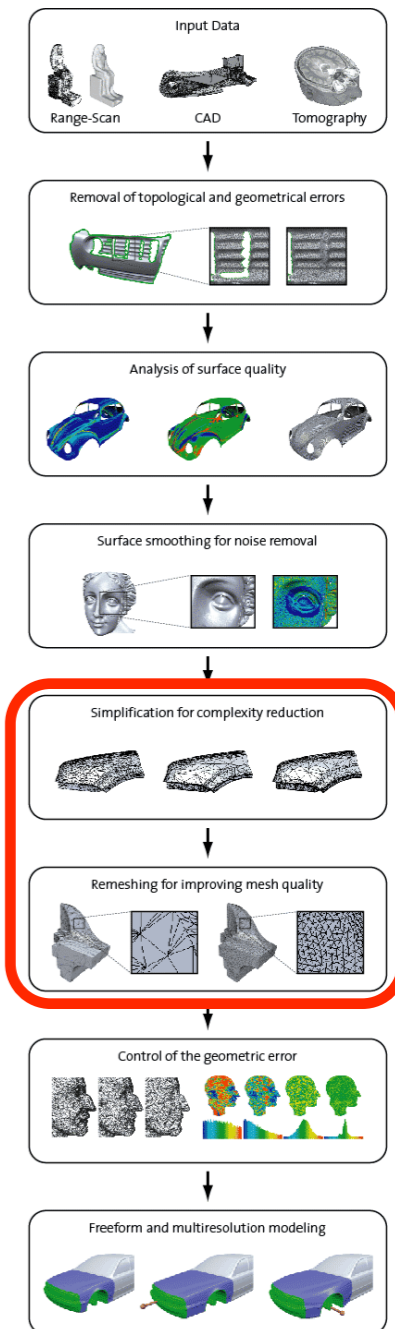 Input Data
Range-Scan CAD Tomography
Removal of topological and geometrical errors
Analysis of surface quality
Surface smoothing for noise removal
Simplification for complexity reduction
Remeshing for improving mesh quality
Control of the geometric error
Freeform and multiresolution modeling